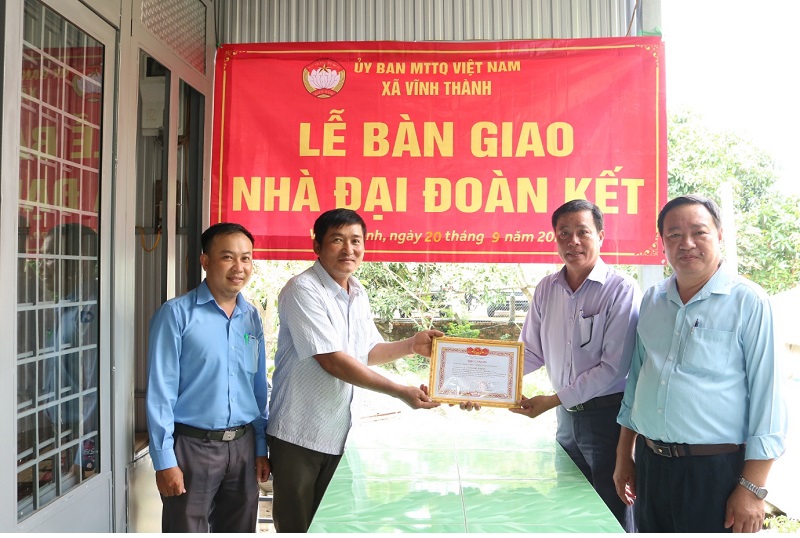 ỦY BAN MTTQ VIỆT NAM
XÃ VĨNH THÀNH
LỄ BÀN GIAO
NHÀ ĐẠI ĐOÀN KẾT
ngày 20 tháng 9 năm